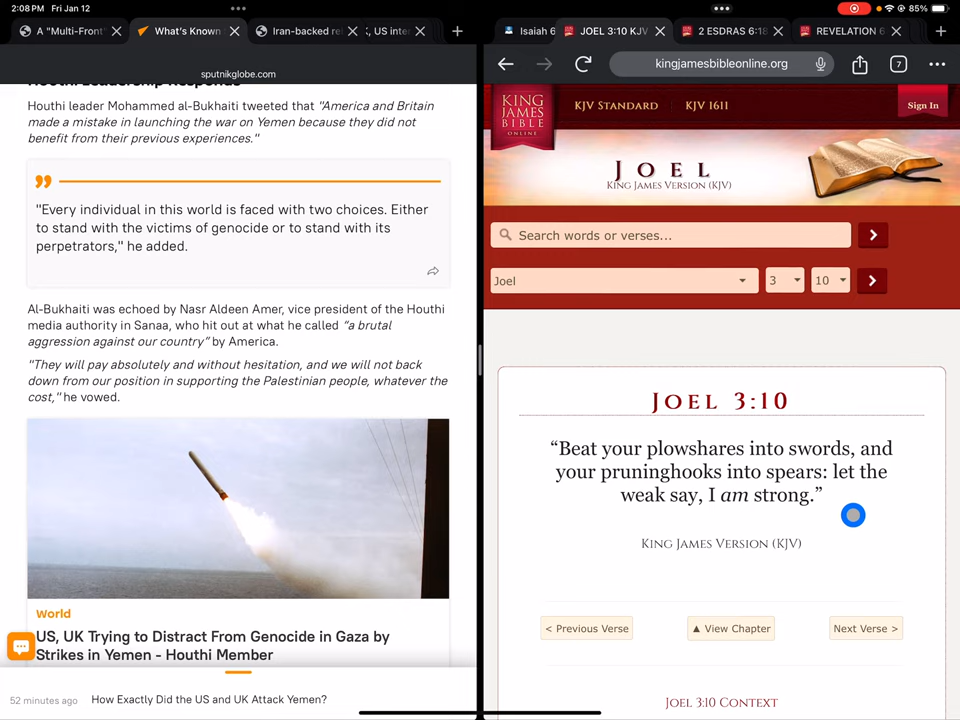 2:08 PM Fri Jan 12
85%
A "Multi-Front
What's Known
Iran-backed re
, US inte
sputnikglobe.com
Houthi Leadership Responds
Houthi leader Mohammed al-Bukhaiti tweeted that "America and Britain
made a mistake in launching the war on Yemen because they did not
benefit from their previous experiences."
"Every individual in this world is faced with two choices. Either
to stand with the victims of genocide or to stand with its
perpetrators," he added.
Al-Bukhaiti was echoed by Nasr Aldeen Amer, vice president of the Houthi
media authority in Sanaa, who hit out at what he called "a brutal
aggression against our country" by America.
"They will pay absolutely and without hesitation, and we will not back
down from our position in supporting the Palestinian people, whatever the
cost," he vowed.
World
US, UK Trying to Distract From Genocide in Gaza by
Strikes in Yemen - Houthi Member
52 minutes ago How Exactly Did the US and UK Attack Yemen?
Isaiah 6
JOEL 3:10 KJV
2 ESDRAS 6:18
REVELATION 6
kingjamesbibleonline.org
7
KING
JAMES
BIBLE
ONLINE
KJV STANDARD
KJV 1611
Sign In
JOEL
KING JAMES VERSION (KJV)
Search words or verses...
Joel
3
10
JOEL 3:10
“Beat your plowshares into swords, and
your pruninghooks into spears: let the
weak say, I am strong.”
KING JAMES VERSION (KJV)
< Previous Verse
▲ View Chapter
Next Verse >
JOEL 3:10 CONTEXT